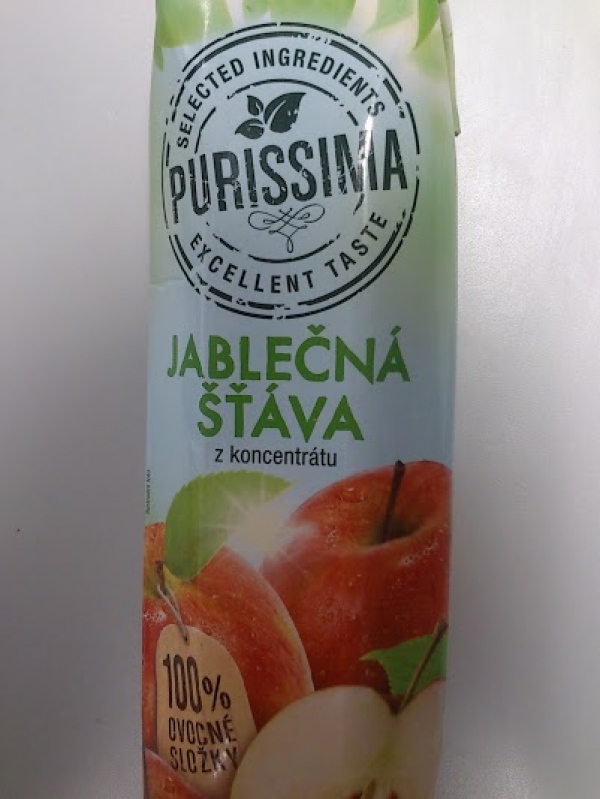 SELECTED INGREDIENTS
PURISSIMA
EXCELLENT TASTE
JABLEČNÁ
ŠŤÁVA
z koncentrátu
100%
OVOCNÉ
SLOŽKY